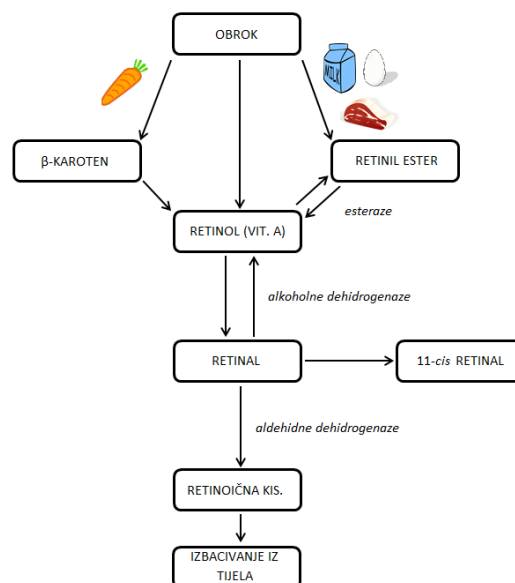 OBROK
MILK
β-KAROTEN
RETINIL ESTER
RETINOL (VIT. A)
esteraze
alkoholne dehidrogenaze
RETINAL
11-cis RETINAL
aldehidne dehidrogenaze
RETINOIČNA KIS.
IZBACIVANJE IZ
TIJELA